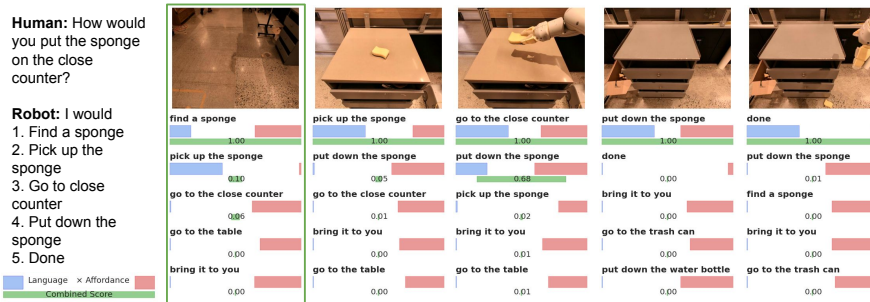 Human: How would
you put the sponge
on the close
counter?
Robot: I would
1. Find a sponge
2. Pick up the
sponge
3. Go to close
counter
4. Put down the
sponge
5. Done
Language × Affordance
Combined Score
find a sponge
1.00
pick up the sponge
0.10
go to the close counter
0.06
go to the table
0.00
bring it to you
0.00
pick up the sponge
1.00
put down the sponge
0.05
go to the close counter
0.01
bring it to you
0.00
go to the table
0.00
go to the close counter
1.00
put down the sponge
0.68
pick up the sponge
0.02
bring it to you
0.01
go to the table
0.01
put down the sponge
1.00
done
0.00
bring it to you
0.00
go to the trash can
0.00
put down the water bottle
0.00
done
1.00
put down the sponge
0.01
find a sponge
0.00
bring it to you
0.00
go to the trash can
0.00